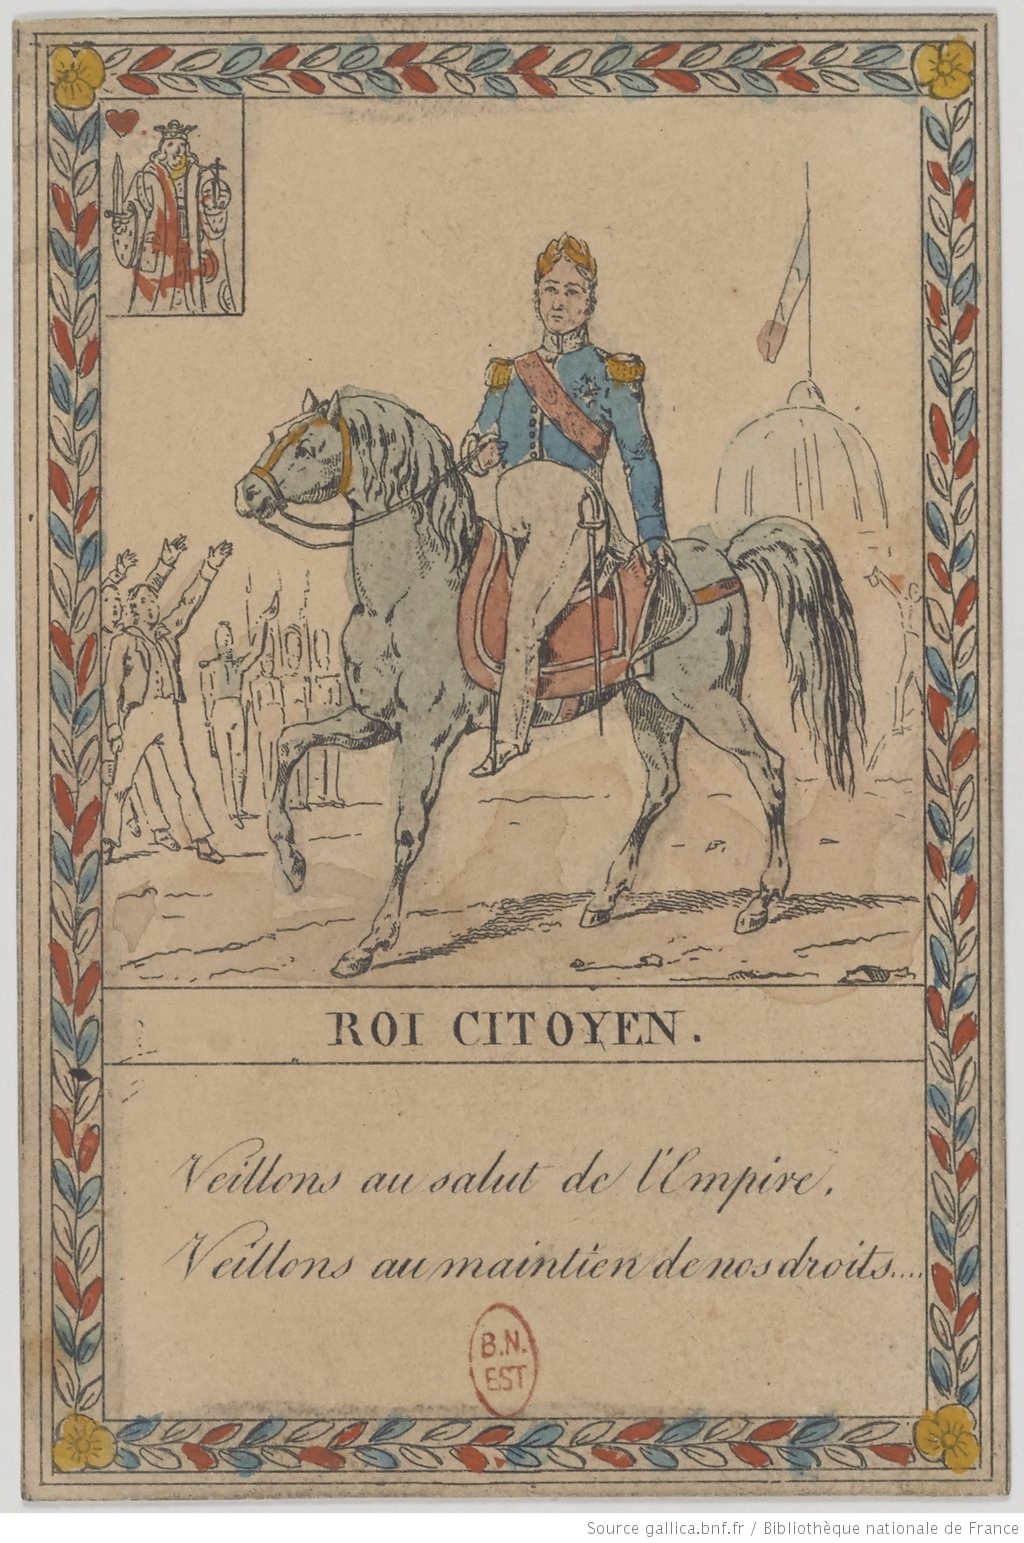 ROI CITOYEN.
Veillons au salut de l'Empire,
Veillons au maintien de nos droits....
B.N.
EST
Source gallica.bnf.fr / Bibliothèque nationale de France